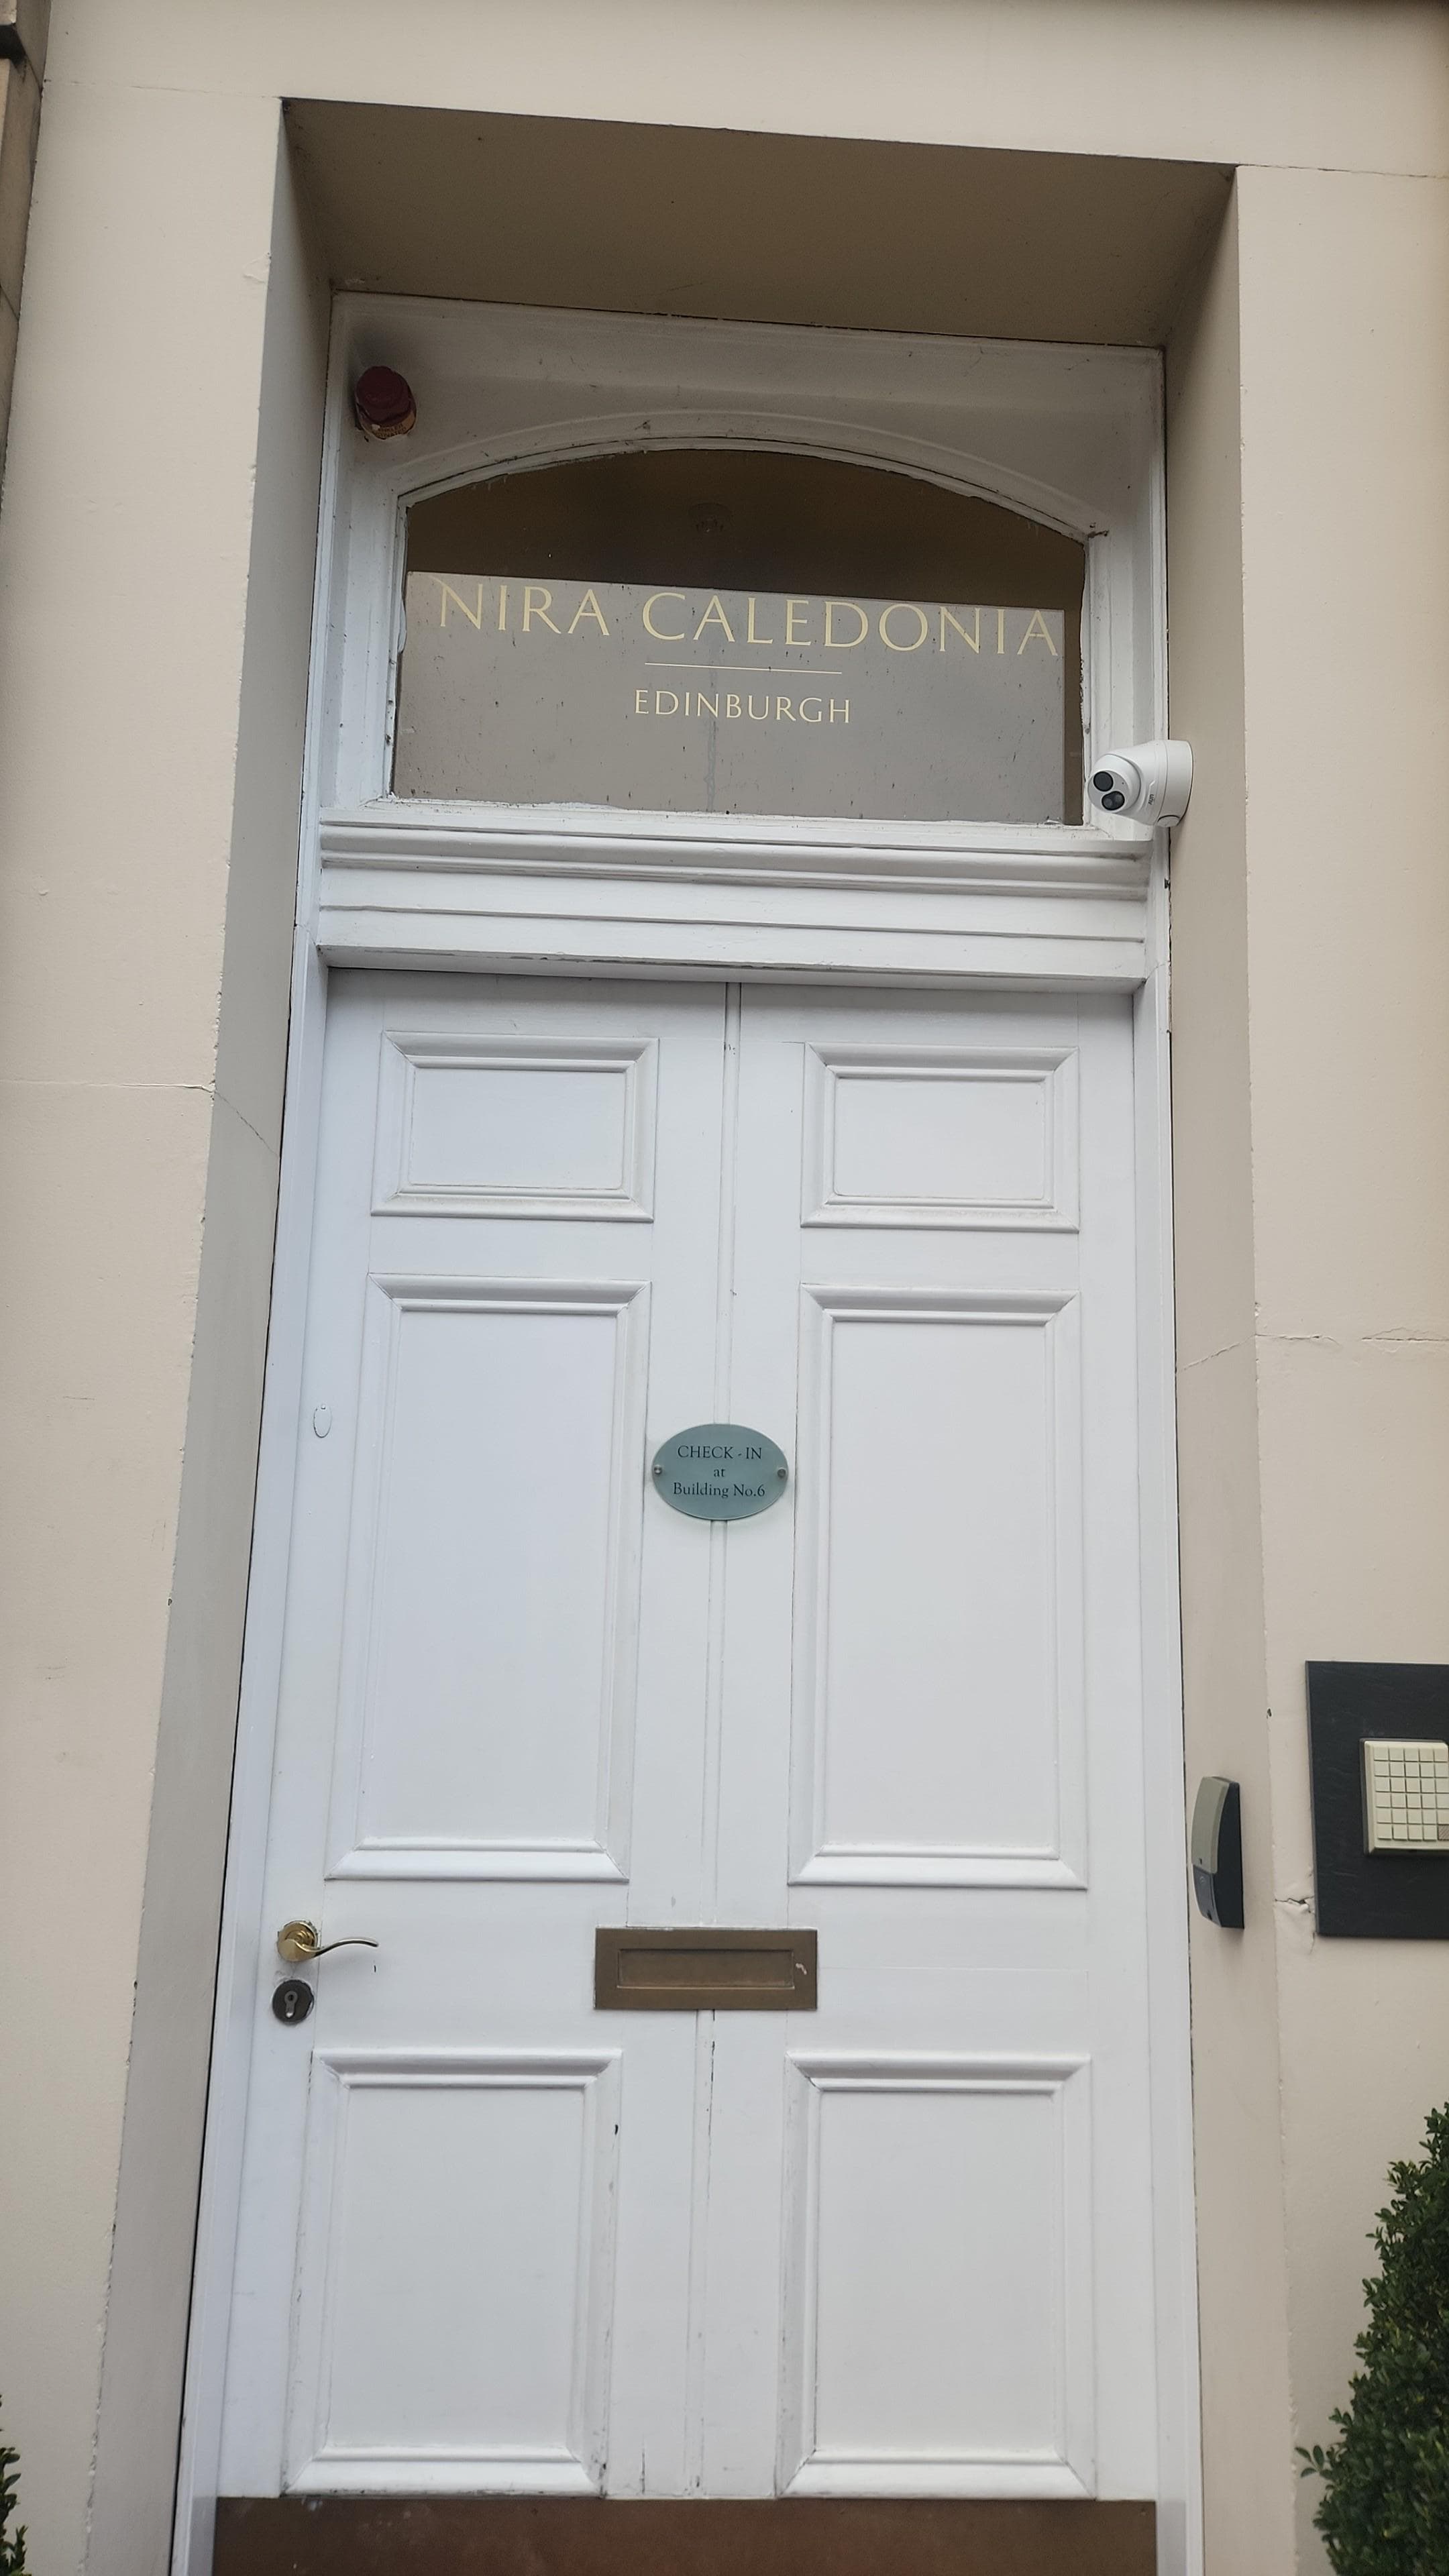 NIRA CALEDONIA
EDINBURGH
CHECK - IN
at
Building No.6